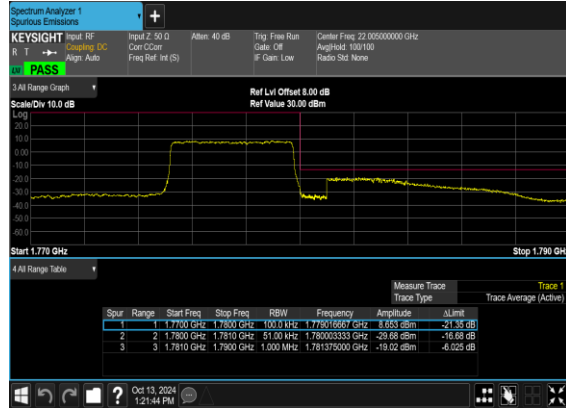 Spectrum Analyzer 1
Spurious Emissions
+
KEYSIGHT Input: RF Input Z: 50 Ω Atten: 40 dB Trig: Free Run Center Freq: 22.005000000 GHz
R T Coupling: DC Corr CCorr Gate: Off Avg|Hold: 100/100
Align: Auto Freq Ref: Int (S) IF Gain: Low Radio Std: None
PASS
3 All Range Graph
Ref Lvl Offset 8.00 dB
Scale/Div 10.0 dB Ref Value 30.00 dBm
Log
20.0
10.0
0.00
-10.0
-20.0
-30.0
-40.0
-50.0
-60.0
Start 1.770 GHz Stop 1.790 GHz
4 All Range Table
Measure Trace Trace 1
Trace Type Trace Average (Active)
Spur Range Start Freq Stop Freq RBW Frequency Amplitude ΔLimit
1 1 1.7700 GHz 1.7800 GHz 100.0 kHz 1.779016667 GHz 8.653 dBm -21.35 dB
2 2 1.7800 GHz 1.7810 GHz 51.00 kHz 1.780003333 GHz -29.68 dBm -16.68 dB
3 3 1.7810 GHz 1.7900 GHz 1.000 MHz 1.781375000 GHz -19.02 dBm -6.025 dB
? Oct 13, 2024
1:21:44 PM